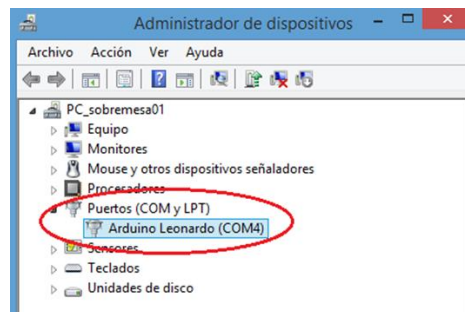 Administrador de dispositivos
Archivo Acción Ver Ayuda
PC_sobremesa01
Equipo
Monitores
Mouse y otros dispositivos señaladores
Procesadores
Puertos (COM y LPT)
Arduino Leonardo (COM4)
Sensores
Teclados
Unidades de disco